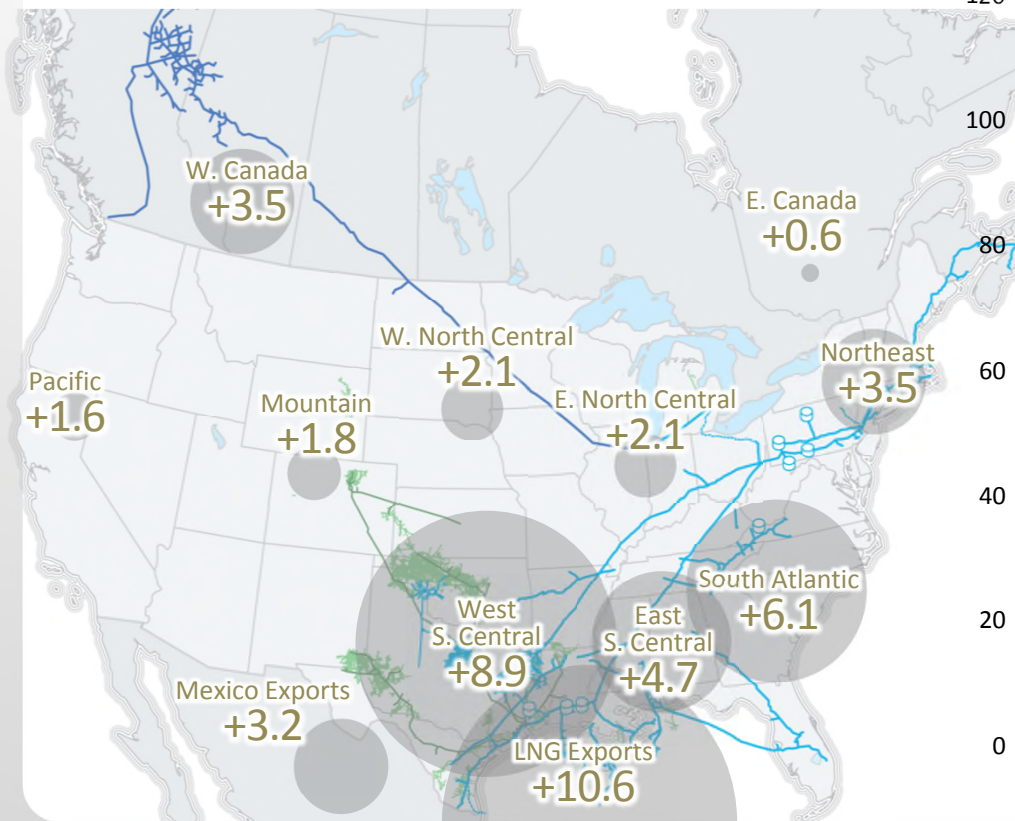 120
100
80
60
40
20
0
W. Canada
+3.5
E. Canada
+0.6
W. North Central
+2.1
Northeast
+3.5
Pacific
+1.6
Mountain
+1.8
E. North Central
+2.1
South Atlantic
+6.1
West
S. Central
+8.9
East
S. Central
+4.7
Mexico Exports
+3.2
LNG Exports
+10.6